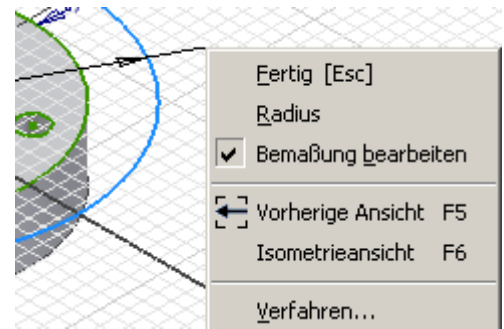 Fertig [Esc]
Radius
Bemaßung bearbeiten
Vorherige Ansicht F5
Isometrieansicht F6
Verfahren...